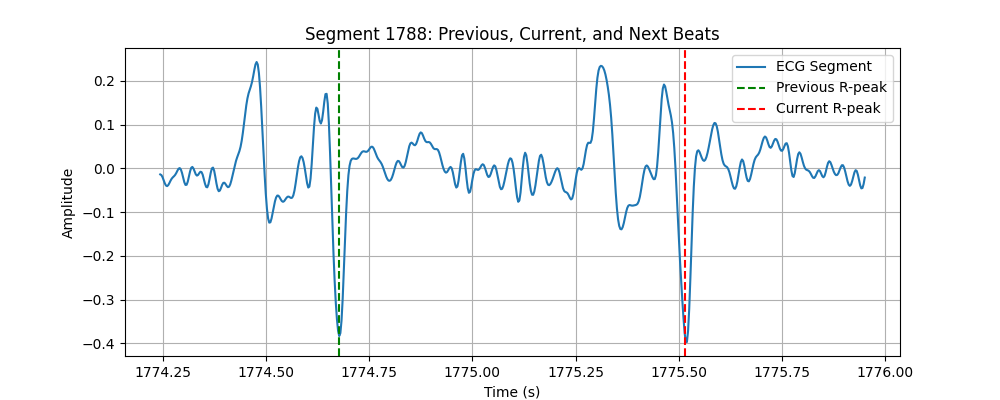 Segment 1788: Previous, Current, and Next Beats
ECG Segment
Previous R-peak
Current R-peak
Amplitude
0.2
0.1
0.0
−0.1
−0.2
−0.3
−0.4
1774.25 1774.50 1774.75 1775.00 1775.25 1775.50 1775.75 1776.00
Time (s)